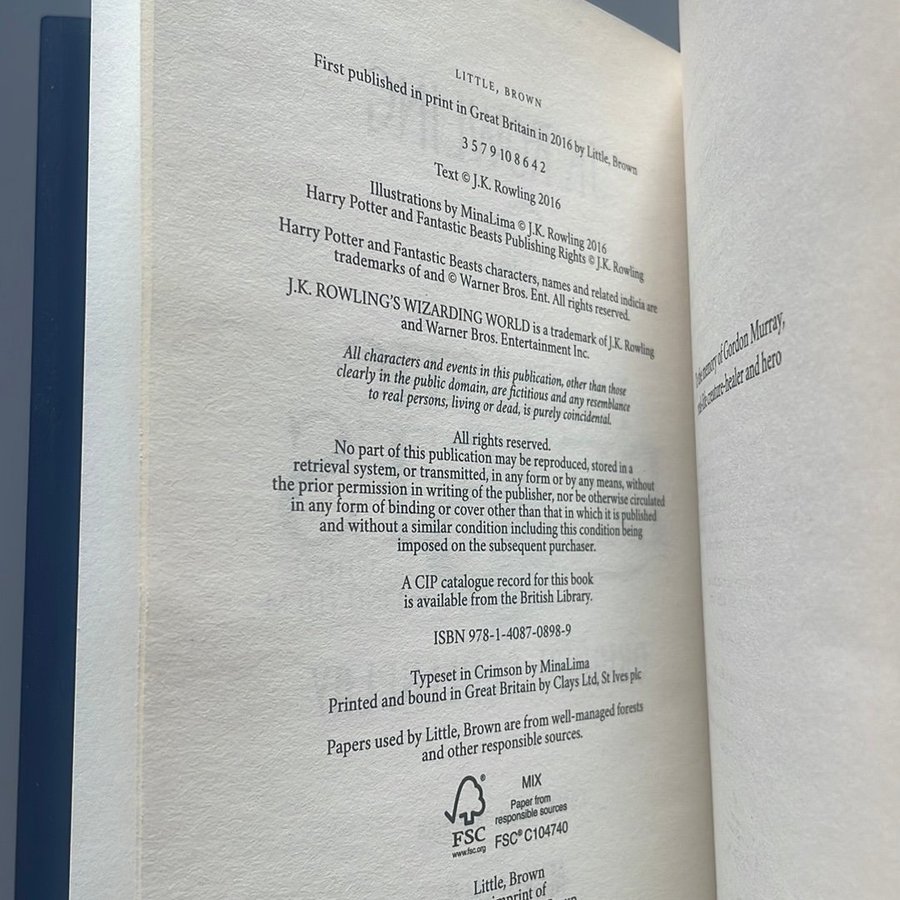 LITTLE, BROWN
First published in print in Great Britain in 2016 by Little, Brown
3 5 7 9 10 8 6 4 2
Text © J.K. Rowling 2016
Illustrations by MinaLima © J.K. Rowling 2016
Harry Potter and Fantastic Beasts Publishing Rights © J.K. Rowling
Harry Potter and Fantastic Beasts characters, names and related indicia are
trademarks of and © Warner Bros. Ent. All rights reserved.
J.K. ROWLING'S WIZARDING WORLD is a trademark of J.K. Rowling
and Warner Bros. Entertainment Inc.
All characters and events in this publication, other than those
clearly in the public domain, are fictitious and any resemblance
to real persons, living or dead, is purely coincidental.
All rights reserved.
No part of this publication may be reproduced, stored in a
retrieval system, or transmitted, in any form or by any means, without
the prior permission in writing of the publisher, nor be otherwise circulated
in any form of binding or cover other than that in which it is published
and without a similar condition including this condition being
imposed on the subsequent purchaser.
A CIP catalogue record for this book
is available from the British Library.
ISBN 978-1-4087-0898-9
Typeset in Crimson by MinaLima
Printed and bound in Great Britain by Clays Ltd, St Ives plc
Papers used by Little, Brown are from well-managed forests
and other responsible sources.
FSC
www.fsc.org
MIX
Paper from
responsible sources
FSC® C104740
Little, Brown
imprint of
memory of Gordon Murray,
creature-healer and hero